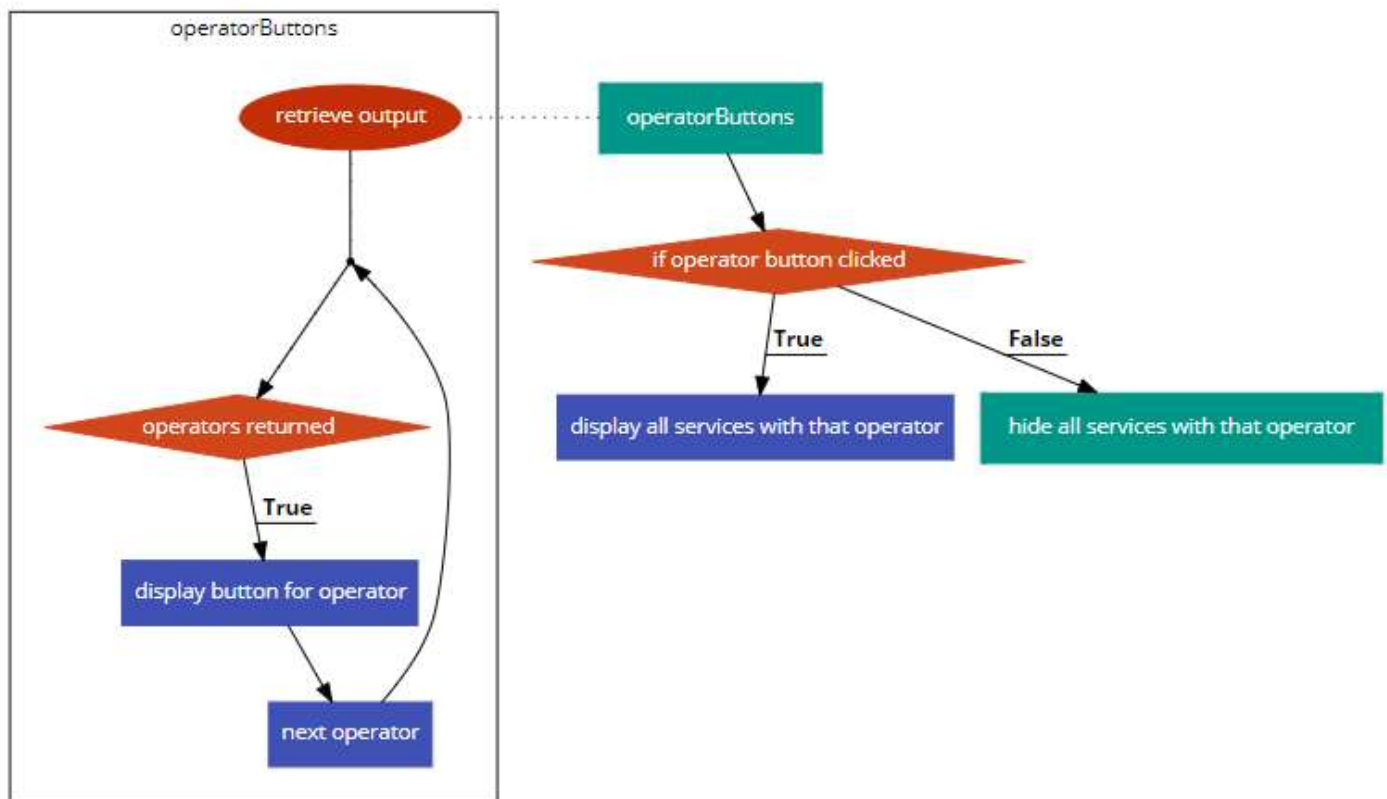 operatorButtons
retrieve output
operatorButtons
if operator button clicked
True
False
operators returned
display all services with that operator
hide all services with that operator
True
display button for operator
next operator